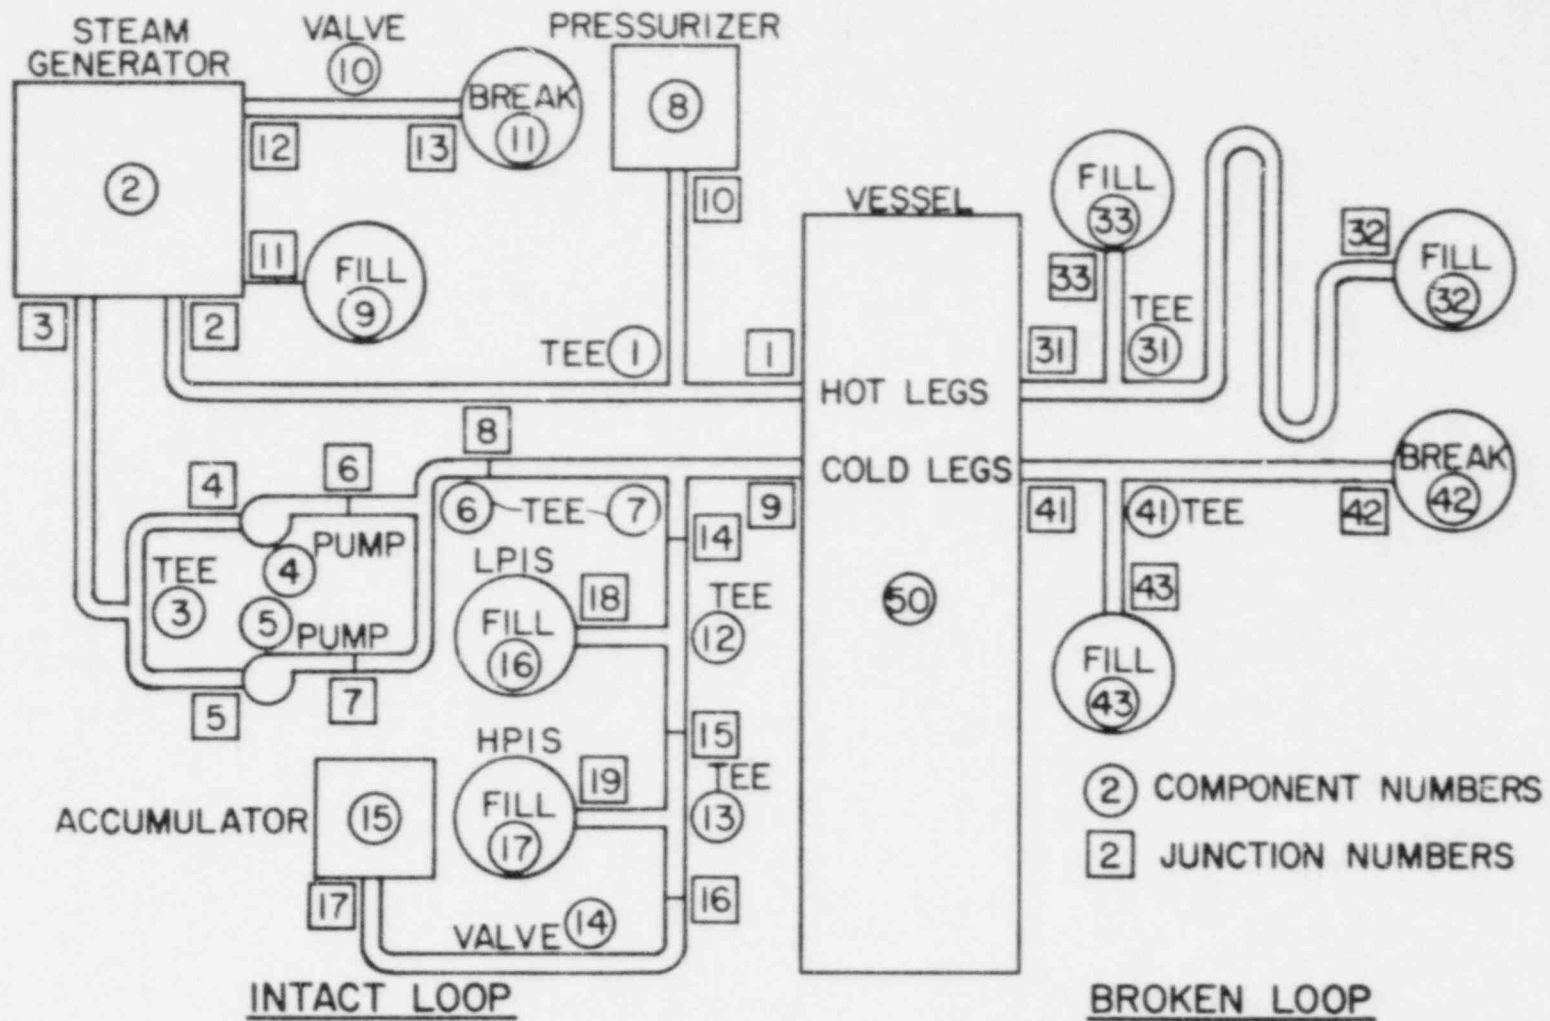 STEAM
GENERATOR
VALVE
10
PRESSURIZER
BREAK
11
8
2
12
13
10
VESSEL
FILL
33
32
FILL
32
11
FILL
9
33
TEE
31
3
2
TEE 1
1
31
HOT LEGS
8
COLD LEGS
BREAK
42
4
6
6 TEE 7
9
41
41 TEE
42
PUMP
4
14
LPIS
18
TEE
12
43
TEE
3
5
PUMP
FILL
16
50
FILL
43
5
7
HPIS
19
15
TEE
13
ACCUMULATOR
15
FILL
17
2 COMPONENT NUMBERS
2 JUNCTION NUMBERS
17
VALVE 14
16
INTACT LOOP
BROKEN LOOP